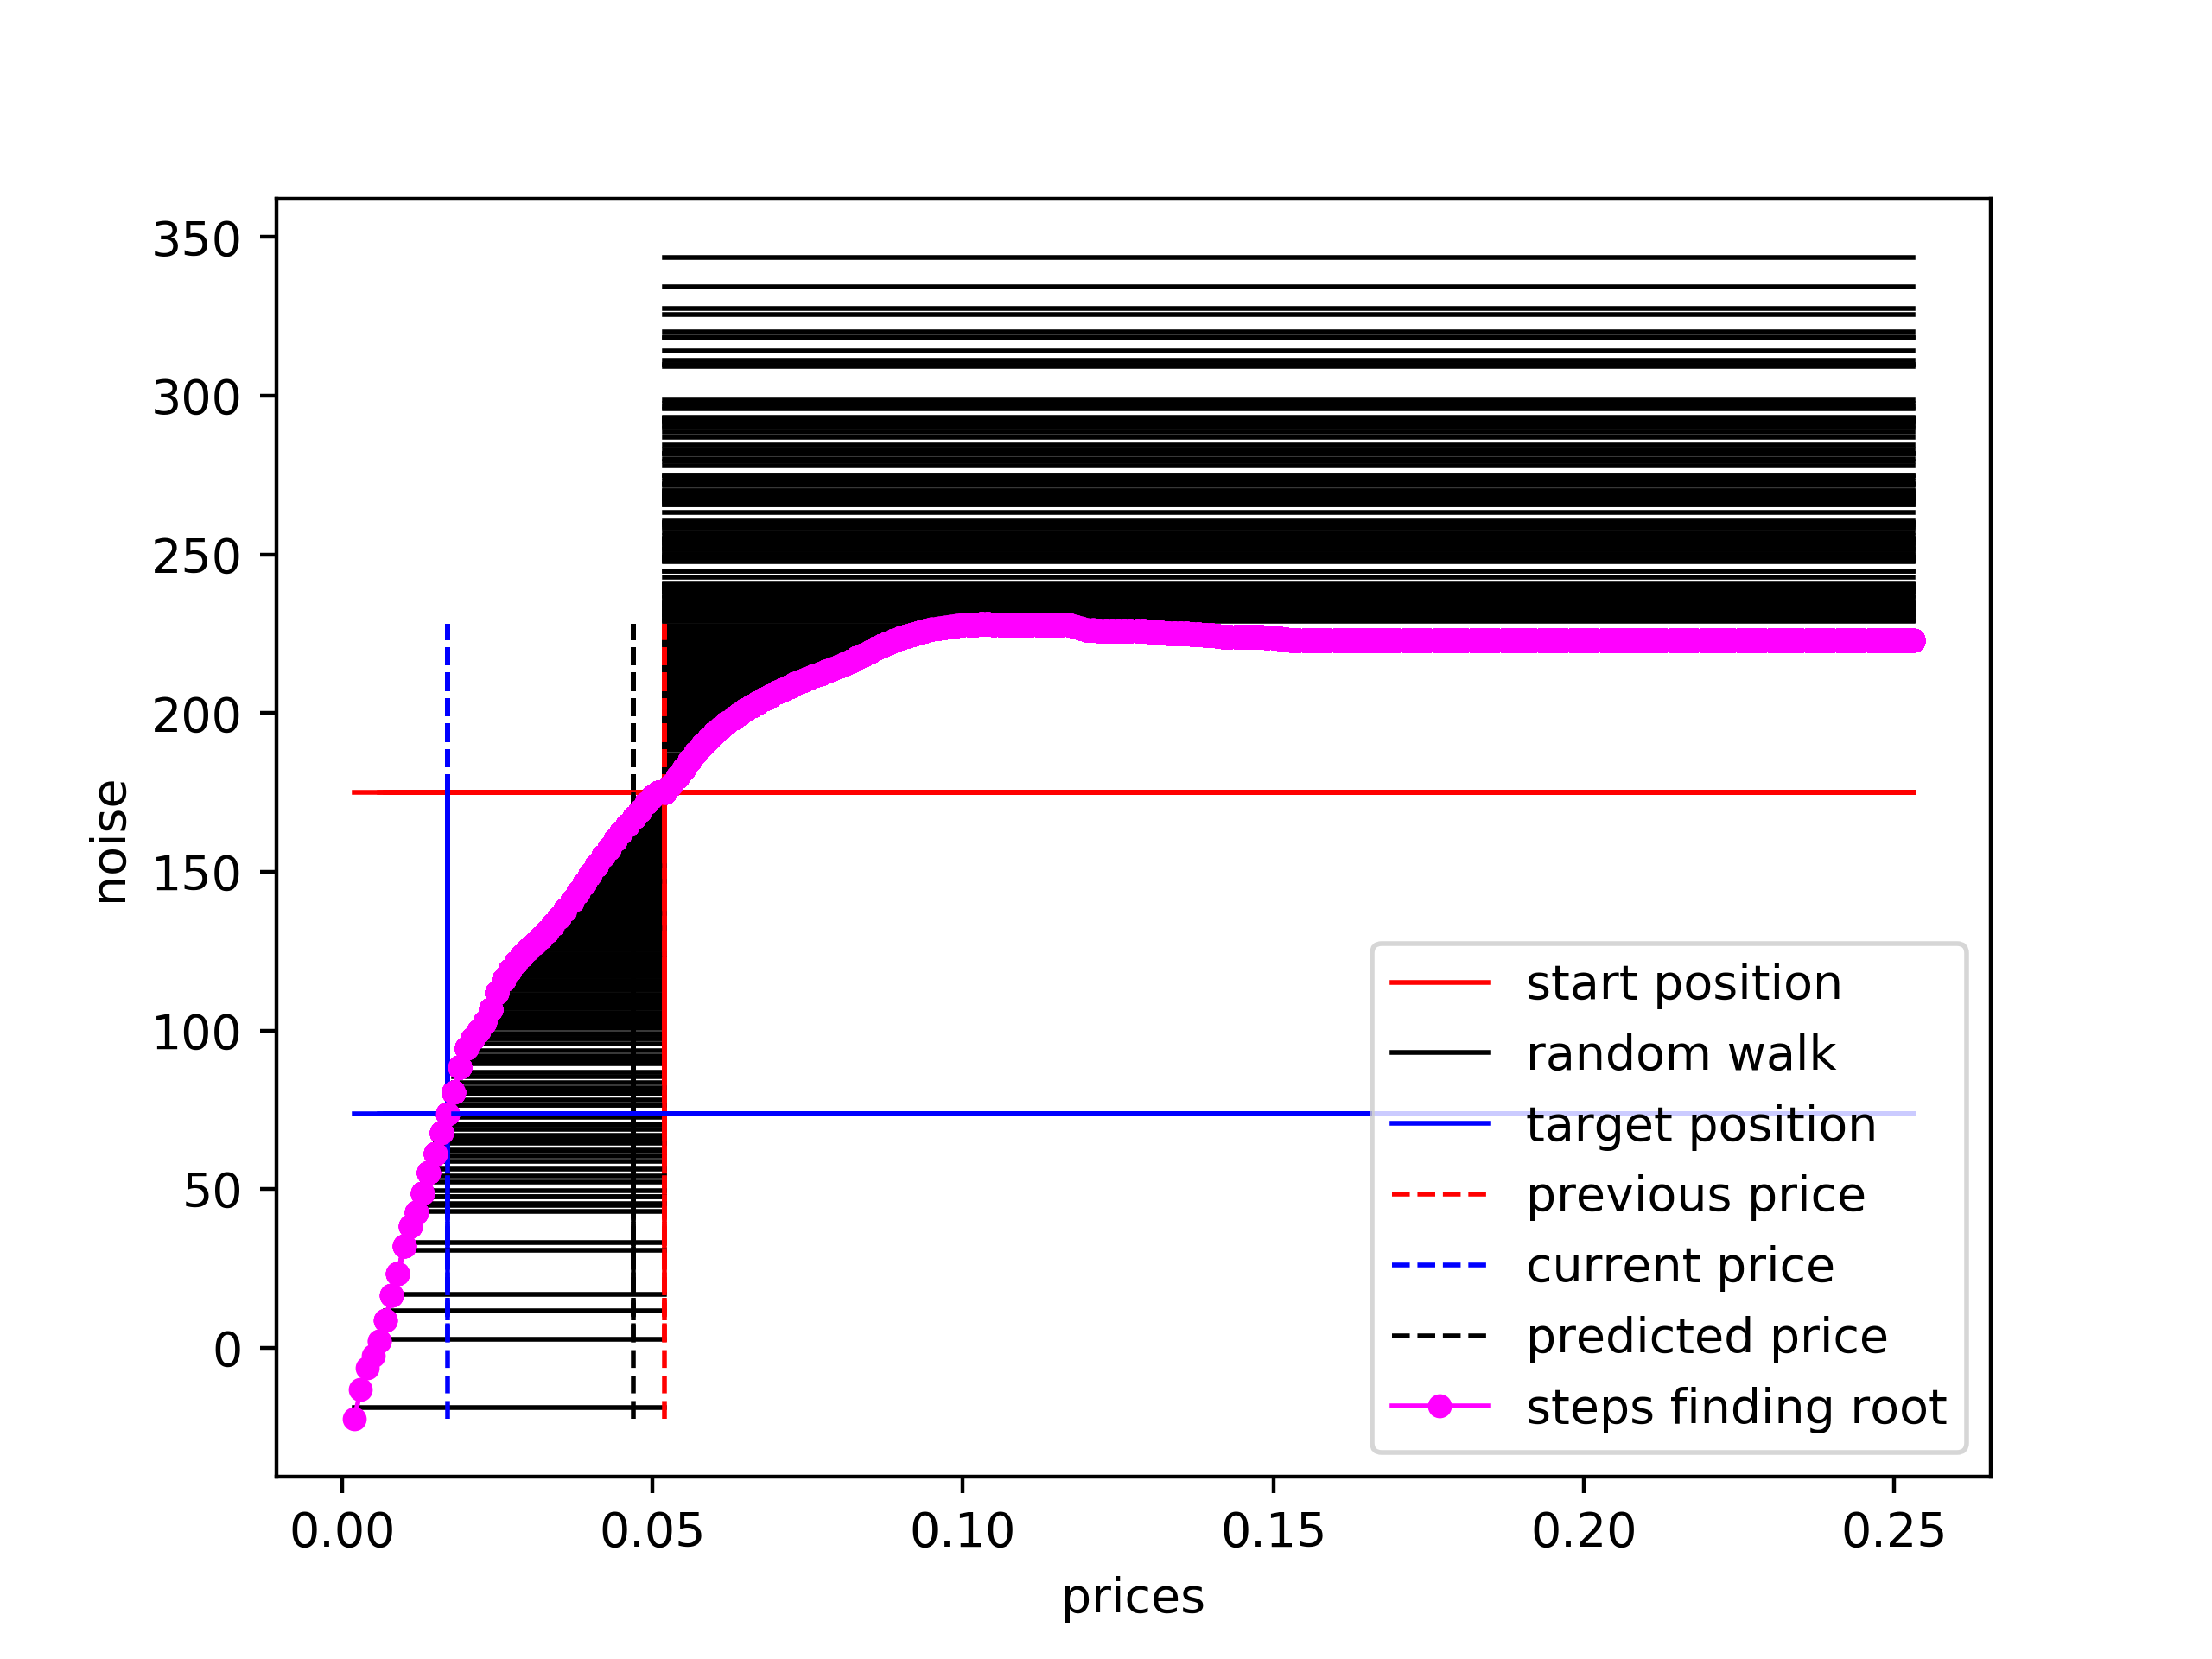 350
300
250
200
150
100
50
0
noise
start position
random walk
target position
previous price
current price
predicted price
steps finding root
0.00 0.05 0.10 0.15 0.20 0.25
prices